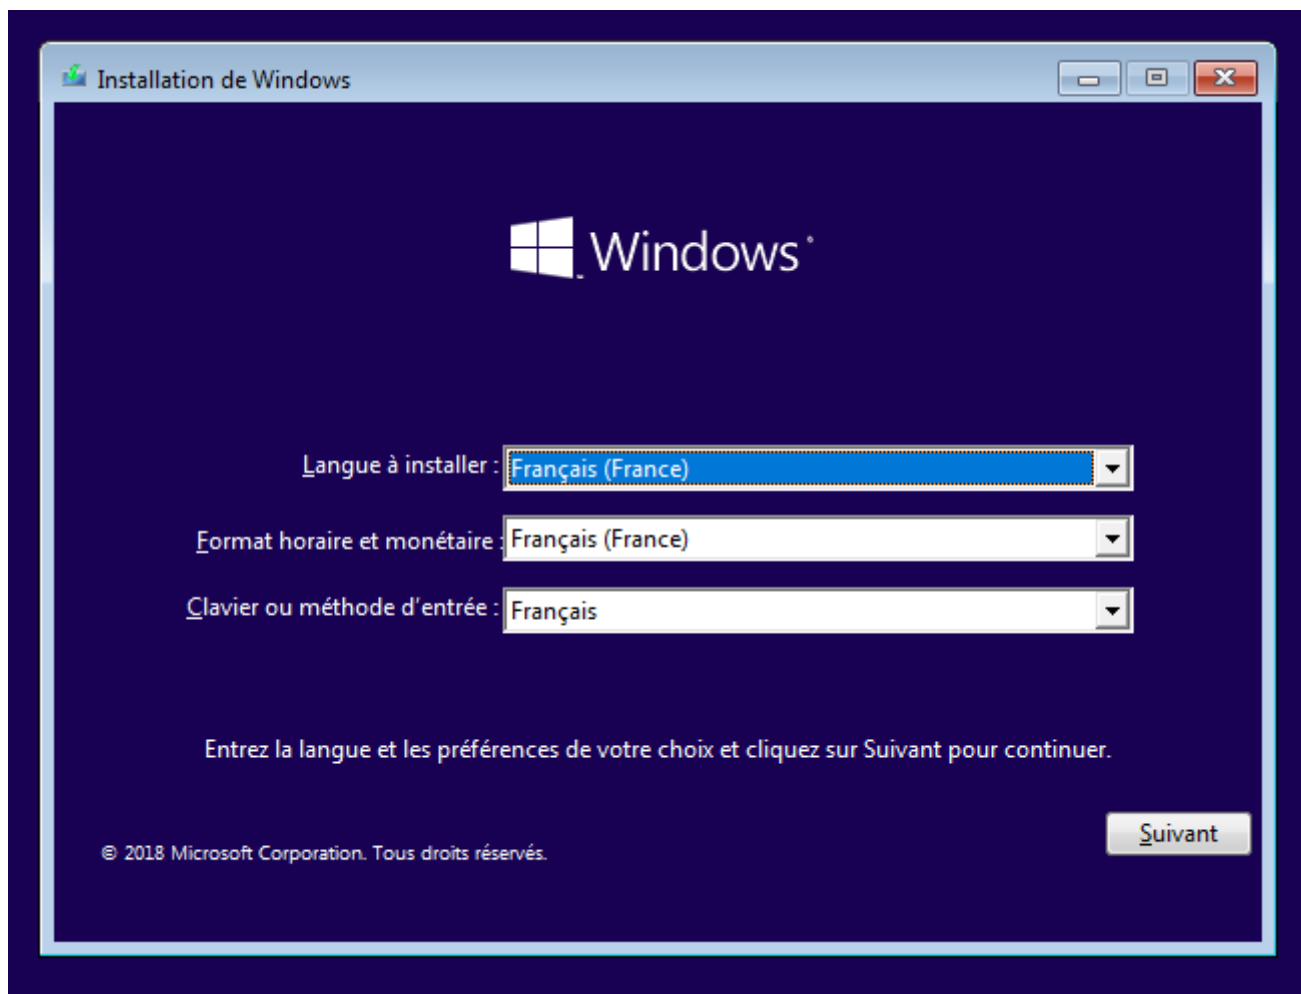 Installation de Windows
Windows
Langue à installer : Français (France)
Format horaire et monétaire : Français (France)
Clavier ou méthode d'entrée : Français
Entrez la langue et les préférences de votre choix et cliquez sur Suivant pour continuer.
Suivant
© 2018 Microsoft Corporation. Tous droits réservés.